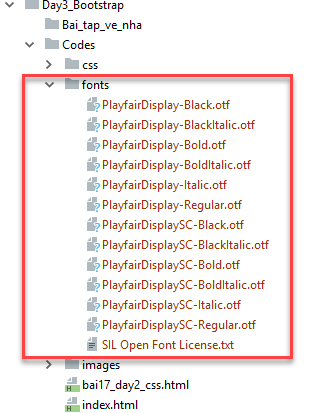 Day3_Bootstrap
Bai_tap_ve_nha
Codes
css
fonts
PlayfairDisplay-Black.otf
PlayfairDisplay-BlackItalic.otf
PlayfairDisplay-Bold.otf
PlayfairDisplay-BoldItalic.otf
PlayfairDisplay-Italic.otf
PlayfairDisplay-Regular.otf
PlayfairDisplaySC-Black.otf
PlayfairDisplaySC-BlackItalic.otf
PlayfairDisplaySC-Bold.otf
PlayfairDisplaySC-BoldItalic.otf
PlayfairDisplaySC-Italic.otf
PlayfairDisplaySC-Regular.otf
SIL Open Font License.txt
images
bai17_day2_css.html
index.html